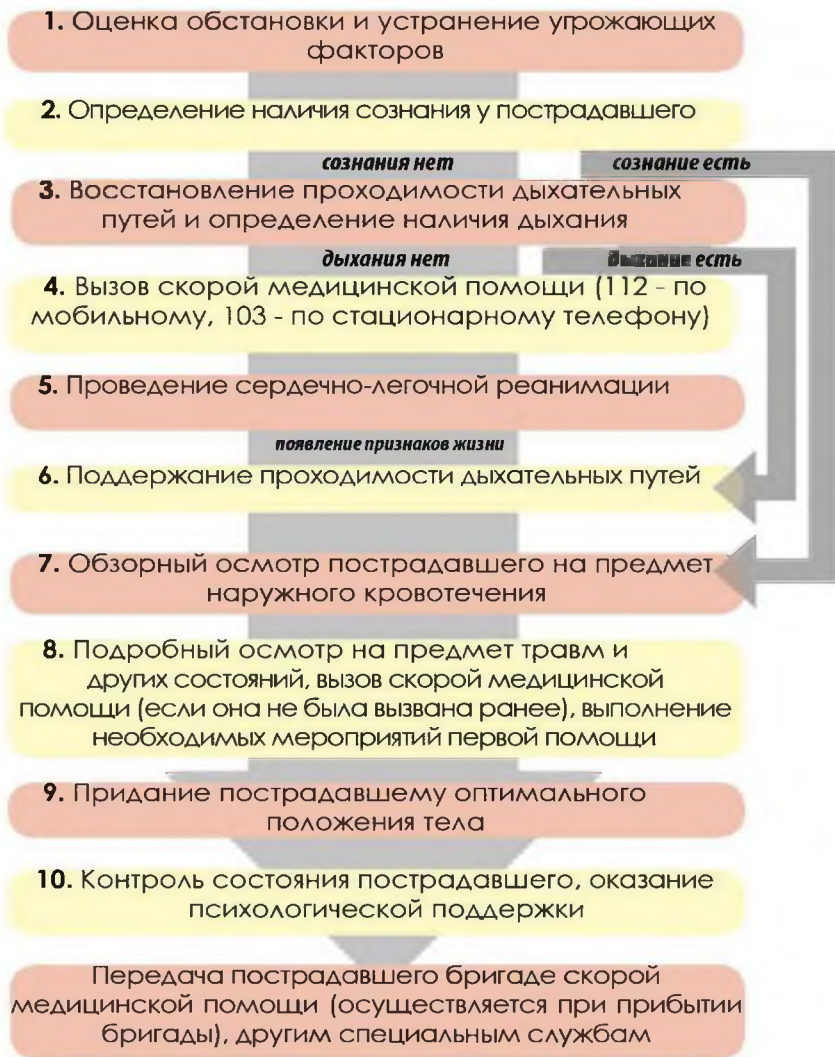 1. Оценка обстановки и устранение угрожающих
факторов
2. Определение наличия сознания у пострадавшего
сознания нет
сознание есть
3. Восстановление проходимости дыхательных
путей и определение наличия дыхания
дыхания нет
дыхание есть
4. Вызов скорой медицинской помощи (112 - по
мобильному, 103 - по стационарному телефону)
5. Проведение сердечно-легочной реанимации
появление признаков жизни
6. Поддержание проходимости дыхательных путей
7. Обзорный осмотр пострадавшего на предмет
наружного кровотечения
8. Подробный осмотр на предмет травм и
других состояний, вызов скорой медицинской
помощи (если она не была вызвана ранее), выполнение
необходимых мероприятий первой помощи
9. Придание пострадавшему оптимального
положения тела
10. Контроль состояния пострадавшего, оказание
психологической поддержки
Передача пострадавшего бригаде скорой
медицинской помощи (осуществляется при прибытии
бригады), другим специальным службам